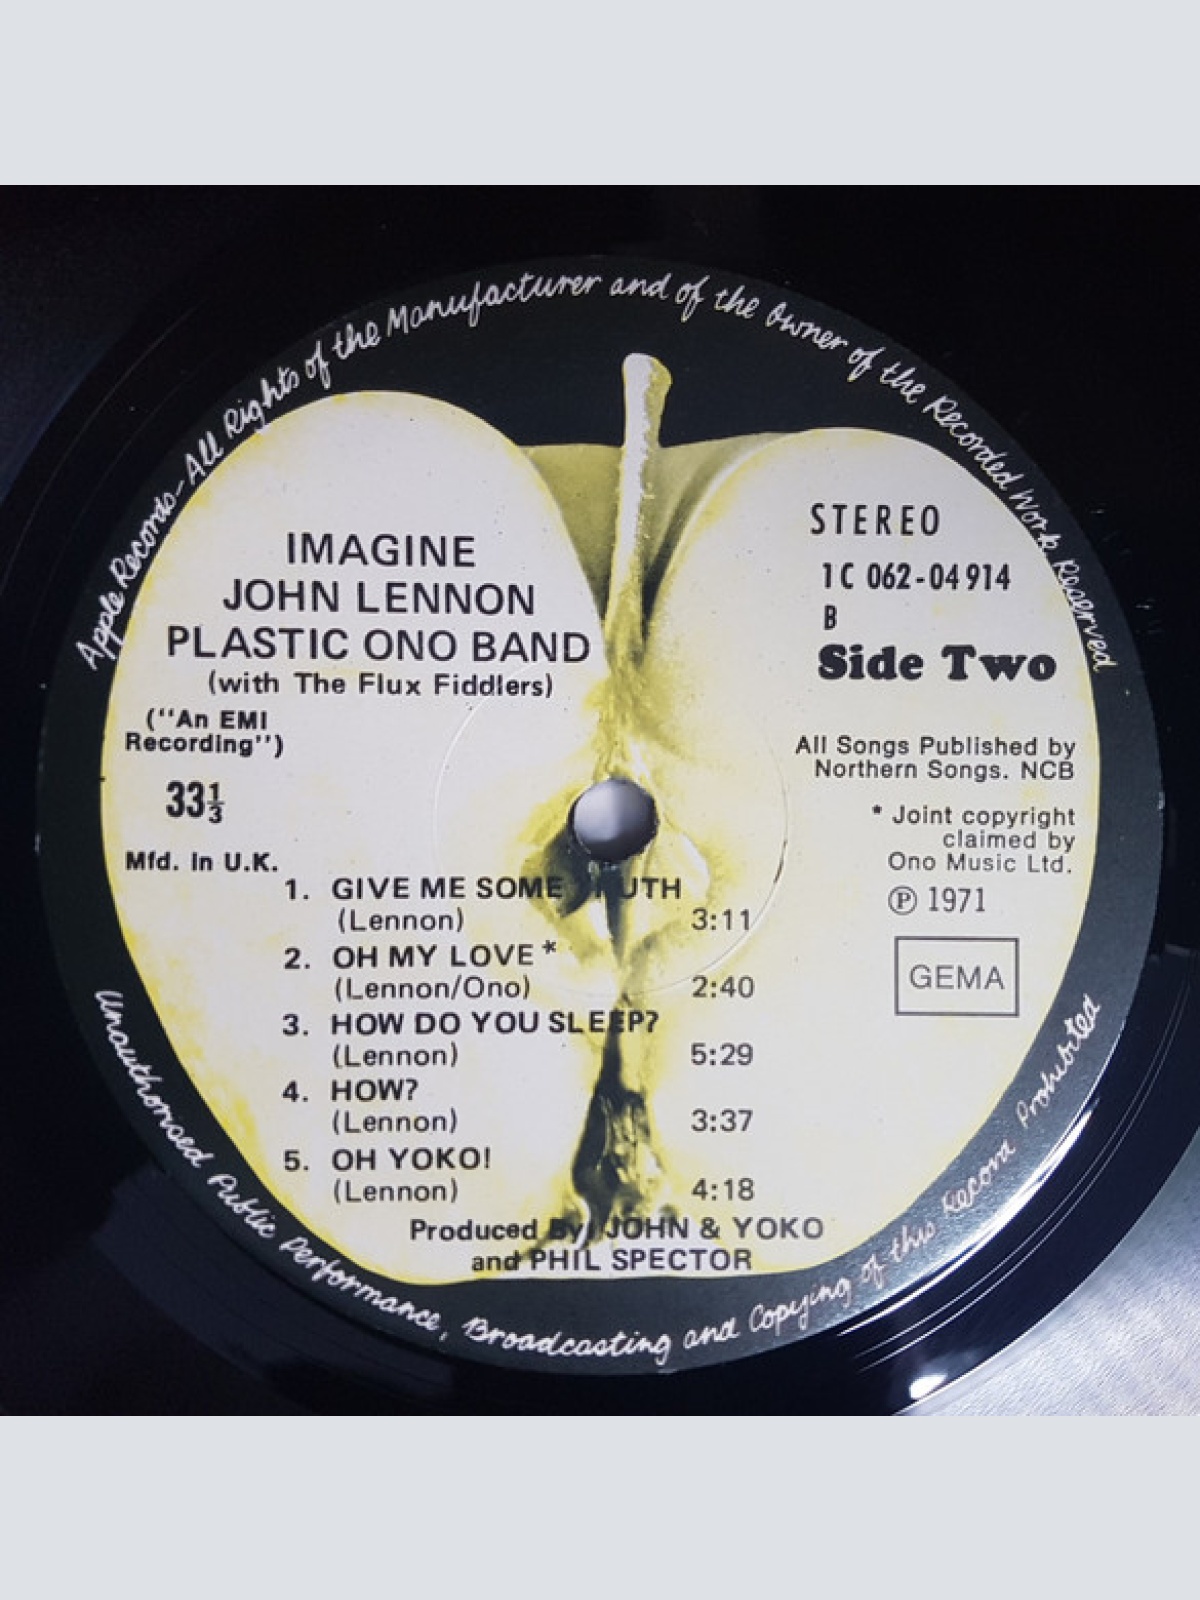 Apple Records-All Rights of the Manufacturer and of the Owner of the Recorded Work Reserved
IMAGINE
JOHN LENNON
PLASTIC ONO BAND
(with The Flux Fiddlers)
(“An EMI
Recording”)
33⅓
Mfd. In U.K.
STEREO
1C 062-04 914
B
Side Two
All Songs Published by
Northern Songs. NCB
* Joint copyright
claimed by
Ono Music Ltd.
℗ 1971
GEMA
1. GIVE ME SOME TRUTH
(Lennon) 3:11
2. OH MY LOVE *
(Lennon/Ono) 2:40
3. HOW DO YOU SLEEP?
(Lennon) 5:29
4. HOW?
(Lennon) 3:37
5. OH YOKO!
(Lennon) 4:18
Produced By JOHN & YOKO
and PHIL SPECTOR
Unauthorised Public Performance, Broadcasting and Copying of this Record Prohibited